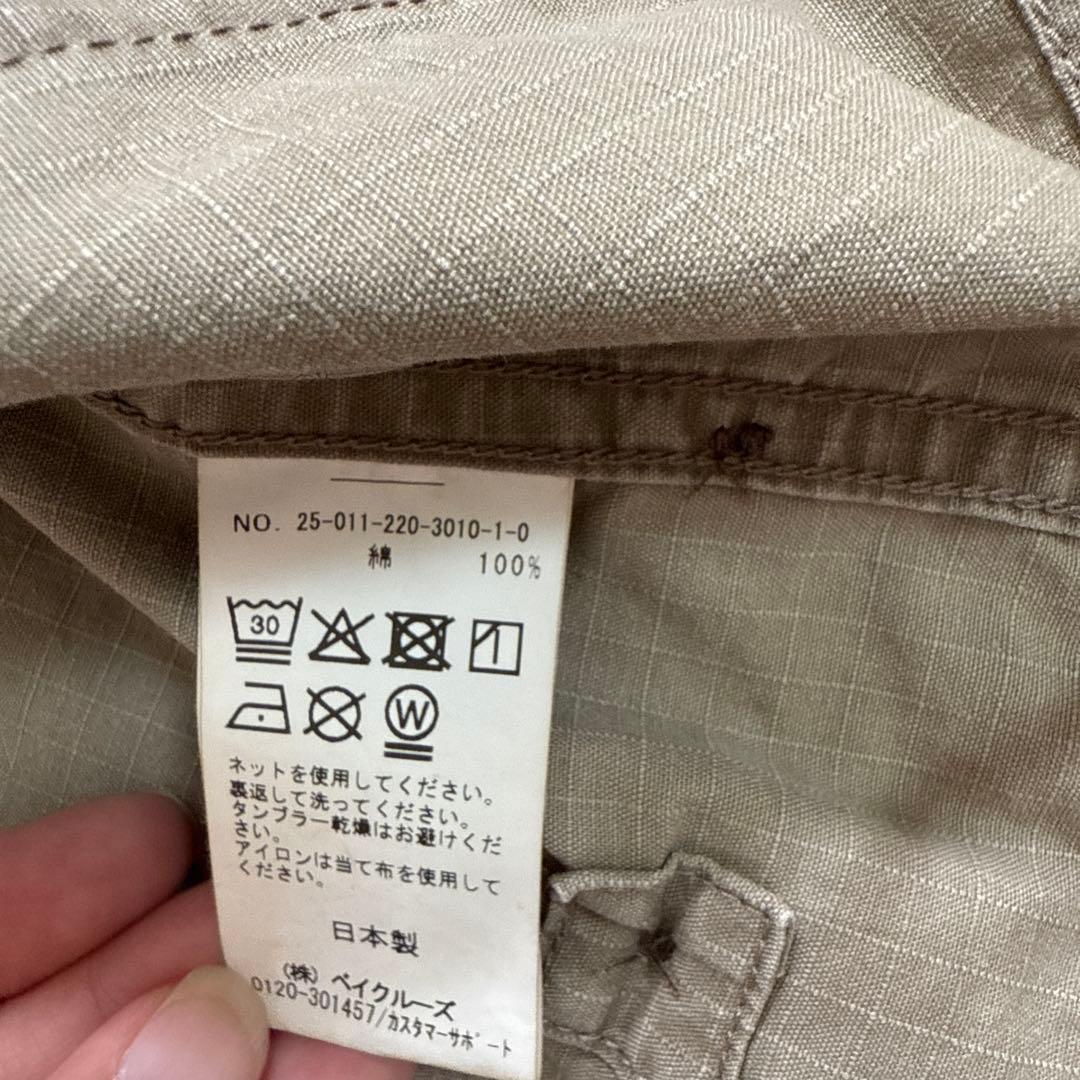 NO. 25-011-220-3010-1-0
綿 100%
30
W
ネットを使用してください。
裏返して洗ってください。
タンブラー乾燥はお避けくだ
さい。
アイロンは当て布を使用して
ください。
日本製
(株) ベイクルーズ
0120-301457/カスタマーサポート